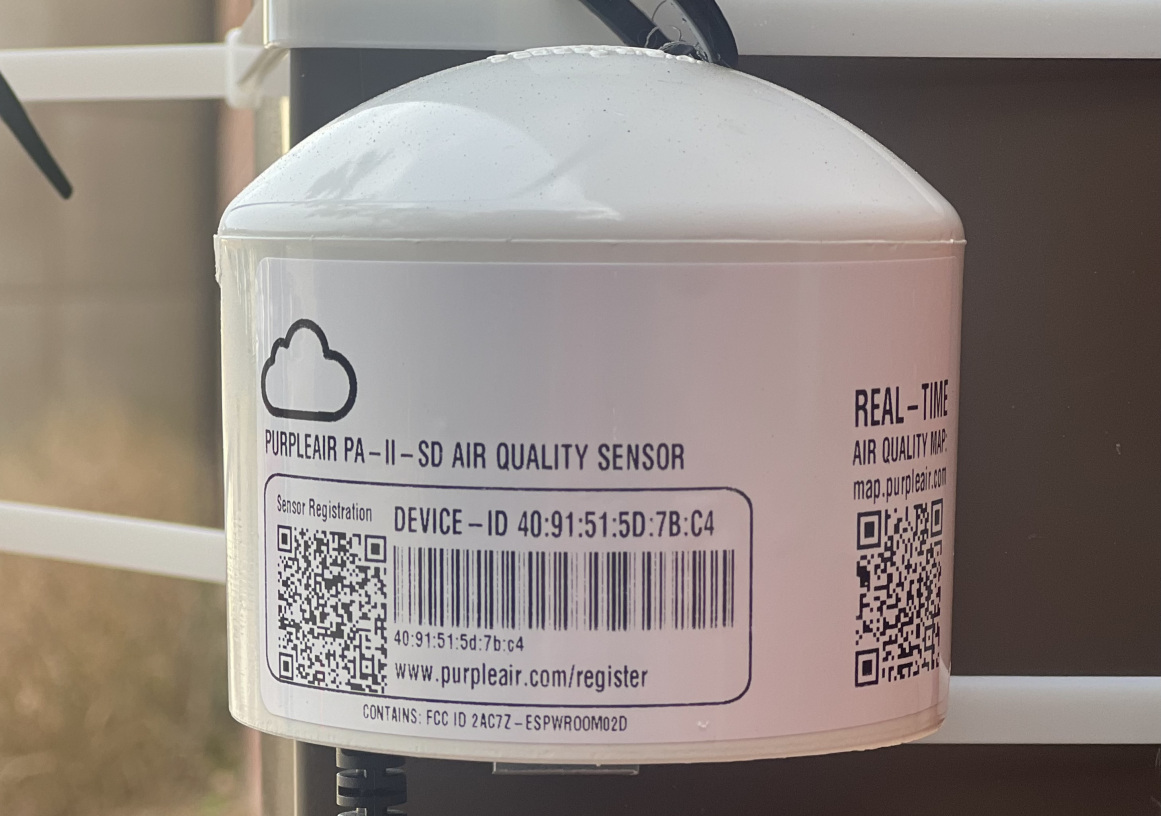 PURPLEAIR PA-II-SD AIR QUALITY SENSOR
Sensor Registration
DEVICE-ID 40:91:51:5D:7B:C4
40:91:51:5d:7b:c4
www.purpleair.com/register
CONTAINS: FCC ID 2AC7Z-ESPWROOM02D
REAL-TIME
AIR QUALITY MAP:
map.purpleair.com